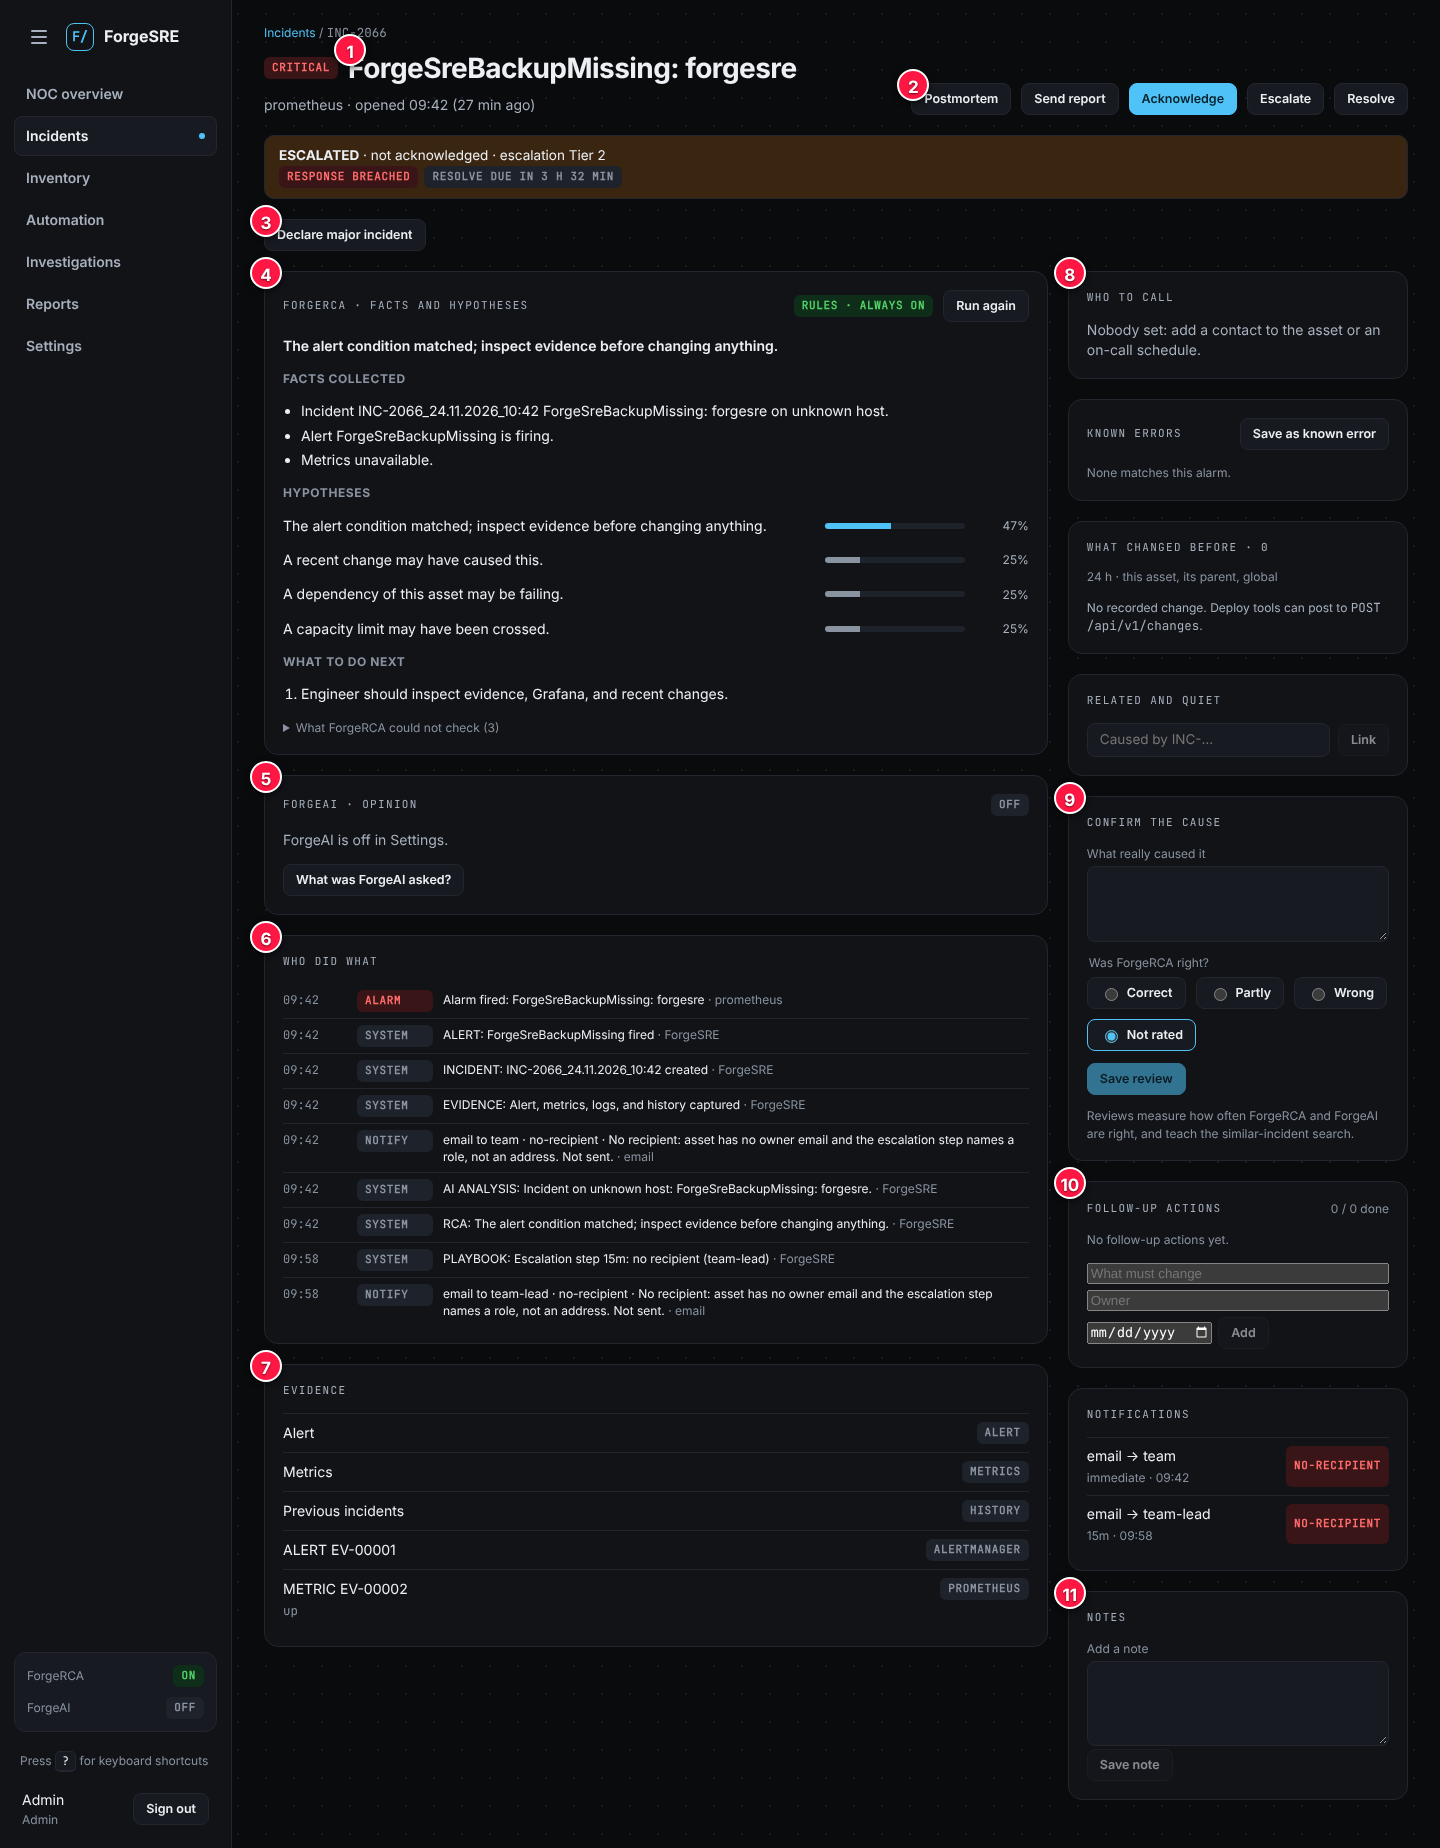 ForgeSRE
NOC overview
Incidents
Inventory
Automation
Investigations
Reports
Settings
ForgeRCA ON
ForgeAI OFF
Press ? for keyboard shortcuts
Admin
Admin
Sign out
Incidents / INC-2066
1
CRITICAL ForgeSreBackupMissing: forgesre
prometheus · opened 09:42 (27 min ago)
2
Postmortem Send report Acknowledge Escalate Resolve
ESCALATED · not acknowledged · escalation Tier 2
RESPONSE BREACHED RESOLVE DUE IN 3 H 32 MIN
3
Declare major incident
4
FORGERCA · FACTS AND HYPOTHESES RULES · ALWAYS ON Run again
The alert condition matched; inspect evidence before changing anything.
FACTS COLLECTED
• Incident INC-2066_24.11.2026_10:42 ForgeSreBackupMissing: forgesre on unknown host.
• Alert ForgeSreBackupMissing is firing.
• Metrics unavailable.
HYPOTHESES
The alert condition matched; inspect evidence before changing anything. 47%
A recent change may have caused this. 25%
A dependency of this asset may be failing. 25%
A capacity limit may have been crossed. 25%
WHAT TO DO NEXT
1. Engineer should inspect evidence, Grafana, and recent changes.
What ForgeRCA could not check (3)
5
FORGEAI · OPINION OFF
ForgeAI is off in Settings.
What was ForgeAI asked?
6
WHO DID WHAT
09:42 ALARM Alarm fired: ForgeSreBackupMissing: forgesre · prometheus
09:42 SYSTEM ALERT: ForgeSreBackupMissing fired · ForgeSRE
09:42 SYSTEM INCIDENT: INC-2066_24.11.2026_10:42 created · ForgeSRE
09:42 SYSTEM EVIDENCE: Alert, metrics, logs, and history captured · ForgeSRE
09:42 NOTIFY email to team · no-recipient · No recipient: asset has no owner email and the escalation step names a
role, not an address. Not sent. · email
09:42 SYSTEM AI ANALYSIS: Incident on unknown host: ForgeSreBackupMissing: forgesre. · ForgeSRE
09:42 SYSTEM RCA: The alert condition matched; inspect evidence before changing anything. · ForgeSRE
09:58 SYSTEM PLAYBOOK: Escalation step 15m: no recipient (team-lead) · ForgeSRE
09:58 NOTIFY email to team-lead · no-recipient · No recipient: asset has no owner email and the escalation step
names a role, not an address. Not sent. · email
7
EVIDENCE
Alert ALERT
Metrics METRICS
Previous incidents HISTORY
ALERT EV-00001 ALERTMANAGER
METRIC EV-00002 PROMETHEUS
up
8
WHO TO CALL
Nobody set: add a contact to the asset or an
on-call schedule.
KNOWN ERRORS Save as known error
None matches this alarm.
WHAT CHANGED BEFORE · 0
24 h · this asset, its parent, global
No recorded change. Deploy tools can post to POST
/api/v1/changes.
RELATED AND QUIET
Caused by INC-... Link
9
CONFIRM THE CAUSE
What really caused it
Was ForgeRCA right?
Correct Partly Wrong
Not rated
Save review
Reviews measure how often ForgeRCA and ForgeAI
are right, and teach the similar-incident search.
10
FOLLOW-UP ACTIONS 0 / 0 done
No follow-up actions yet.
What must change
Owner
mm/dd/yyyy Add
NOTIFICATIONS
email → team NO-RECIPIENT
immediate · 09:42
email → team-lead NO-RECIPIENT
15m · 09:58
11
NOTES
Add a note
Save note